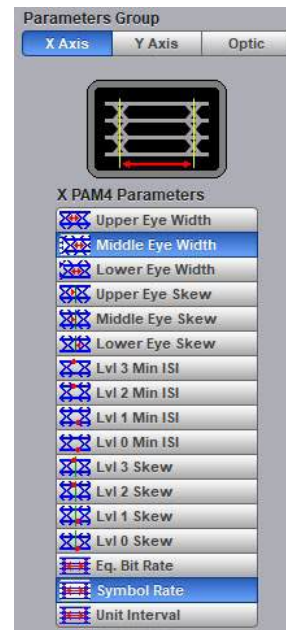 Parameters Group
X Axis Y Axis Optic
X PAM4 Parameters
Upper Eye Width
Middle Eye Width
Lower Eye Width
Upper Eye Skew
Middle Eye Skew
Lower Eye Skew
Lvl 3 Min ISI
Lvl 2 Min ISI
Lvl 1 Min ISI
Lvl 0 Min ISI
Lvl 3 Skew
Lvl 2 Skew
Lvl 1 Skew
Lvl 0 Skew
Eq. Bit Rate
Symbol Rate
Unit Interval